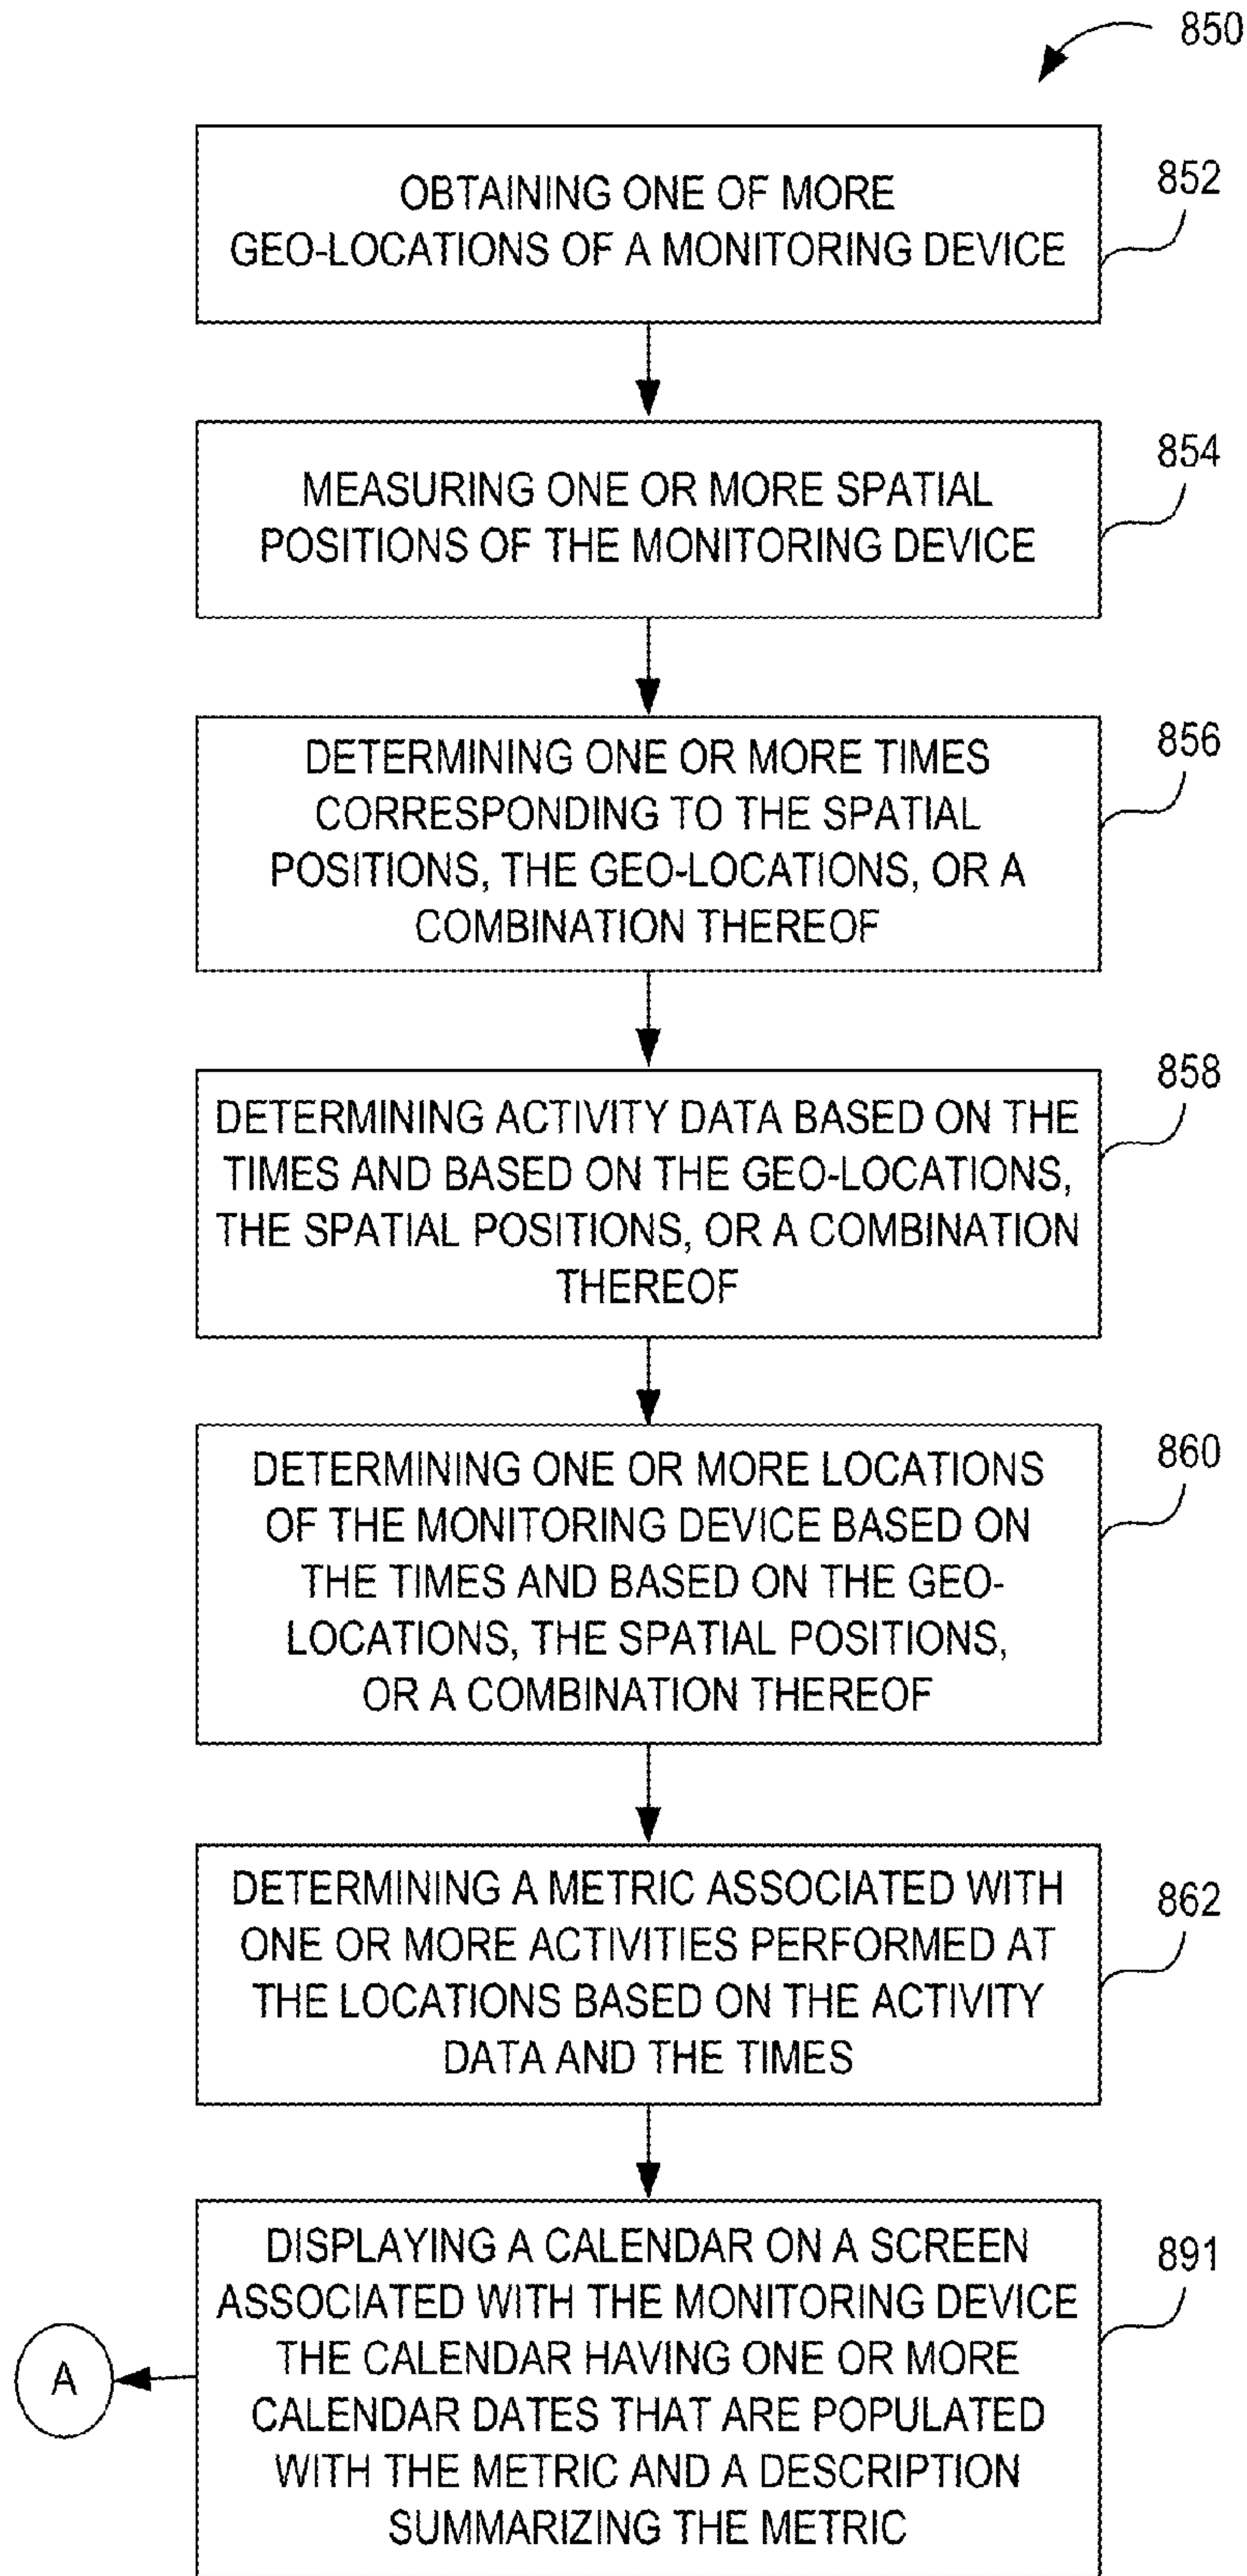 850
OBTAINING ONE OF MORE
GEO-LOCATIONS OF A MONITORING DEVICE
852
MEASURING ONE OR MORE SPATIAL
POSITIONS OF THE MONITORING DEVICE
854
DETERMINING ONE OR MORE TIMES
CORRESPONDING TO THE SPATIAL
POSITIONS, THE GEO-LOCATIONS, OR A
COMBINATION THEREOF
856
DETERMINING ACTIVITY DATA BASED ON THE
TIMES AND BASED ON THE GEO-LOCATIONS,
THE SPATIAL POSITIONS, OR A COMBINATION
THEREOF
858
DETERMINING ONE OR MORE LOCATIONS
OF THE MONITORING DEVICE BASED ON
THE TIMES AND BASED ON THE GEO-
LOCATIONS, THE SPATIAL POSITIONS,
OR A COMBINATION THEREOF
860
DETERMINING A METRIC ASSOCIATED WITH
ONE OR MORE ACTIVITIES PERFORMED AT
THE LOCATIONS BASED ON THE ACTIVITY
DATA AND THE TIMES
862
DISPLAYING A CALENDAR ON A SCREEN
ASSOCIATED WITH THE MONITORING DEVICE
THE CALENDAR HAVING ONE OR MORE
CALENDAR DATES THAT ARE POPULATED
WITH THE METRIC AND A DESCRIPTION
SUMMARIZING THE METRIC
891
A